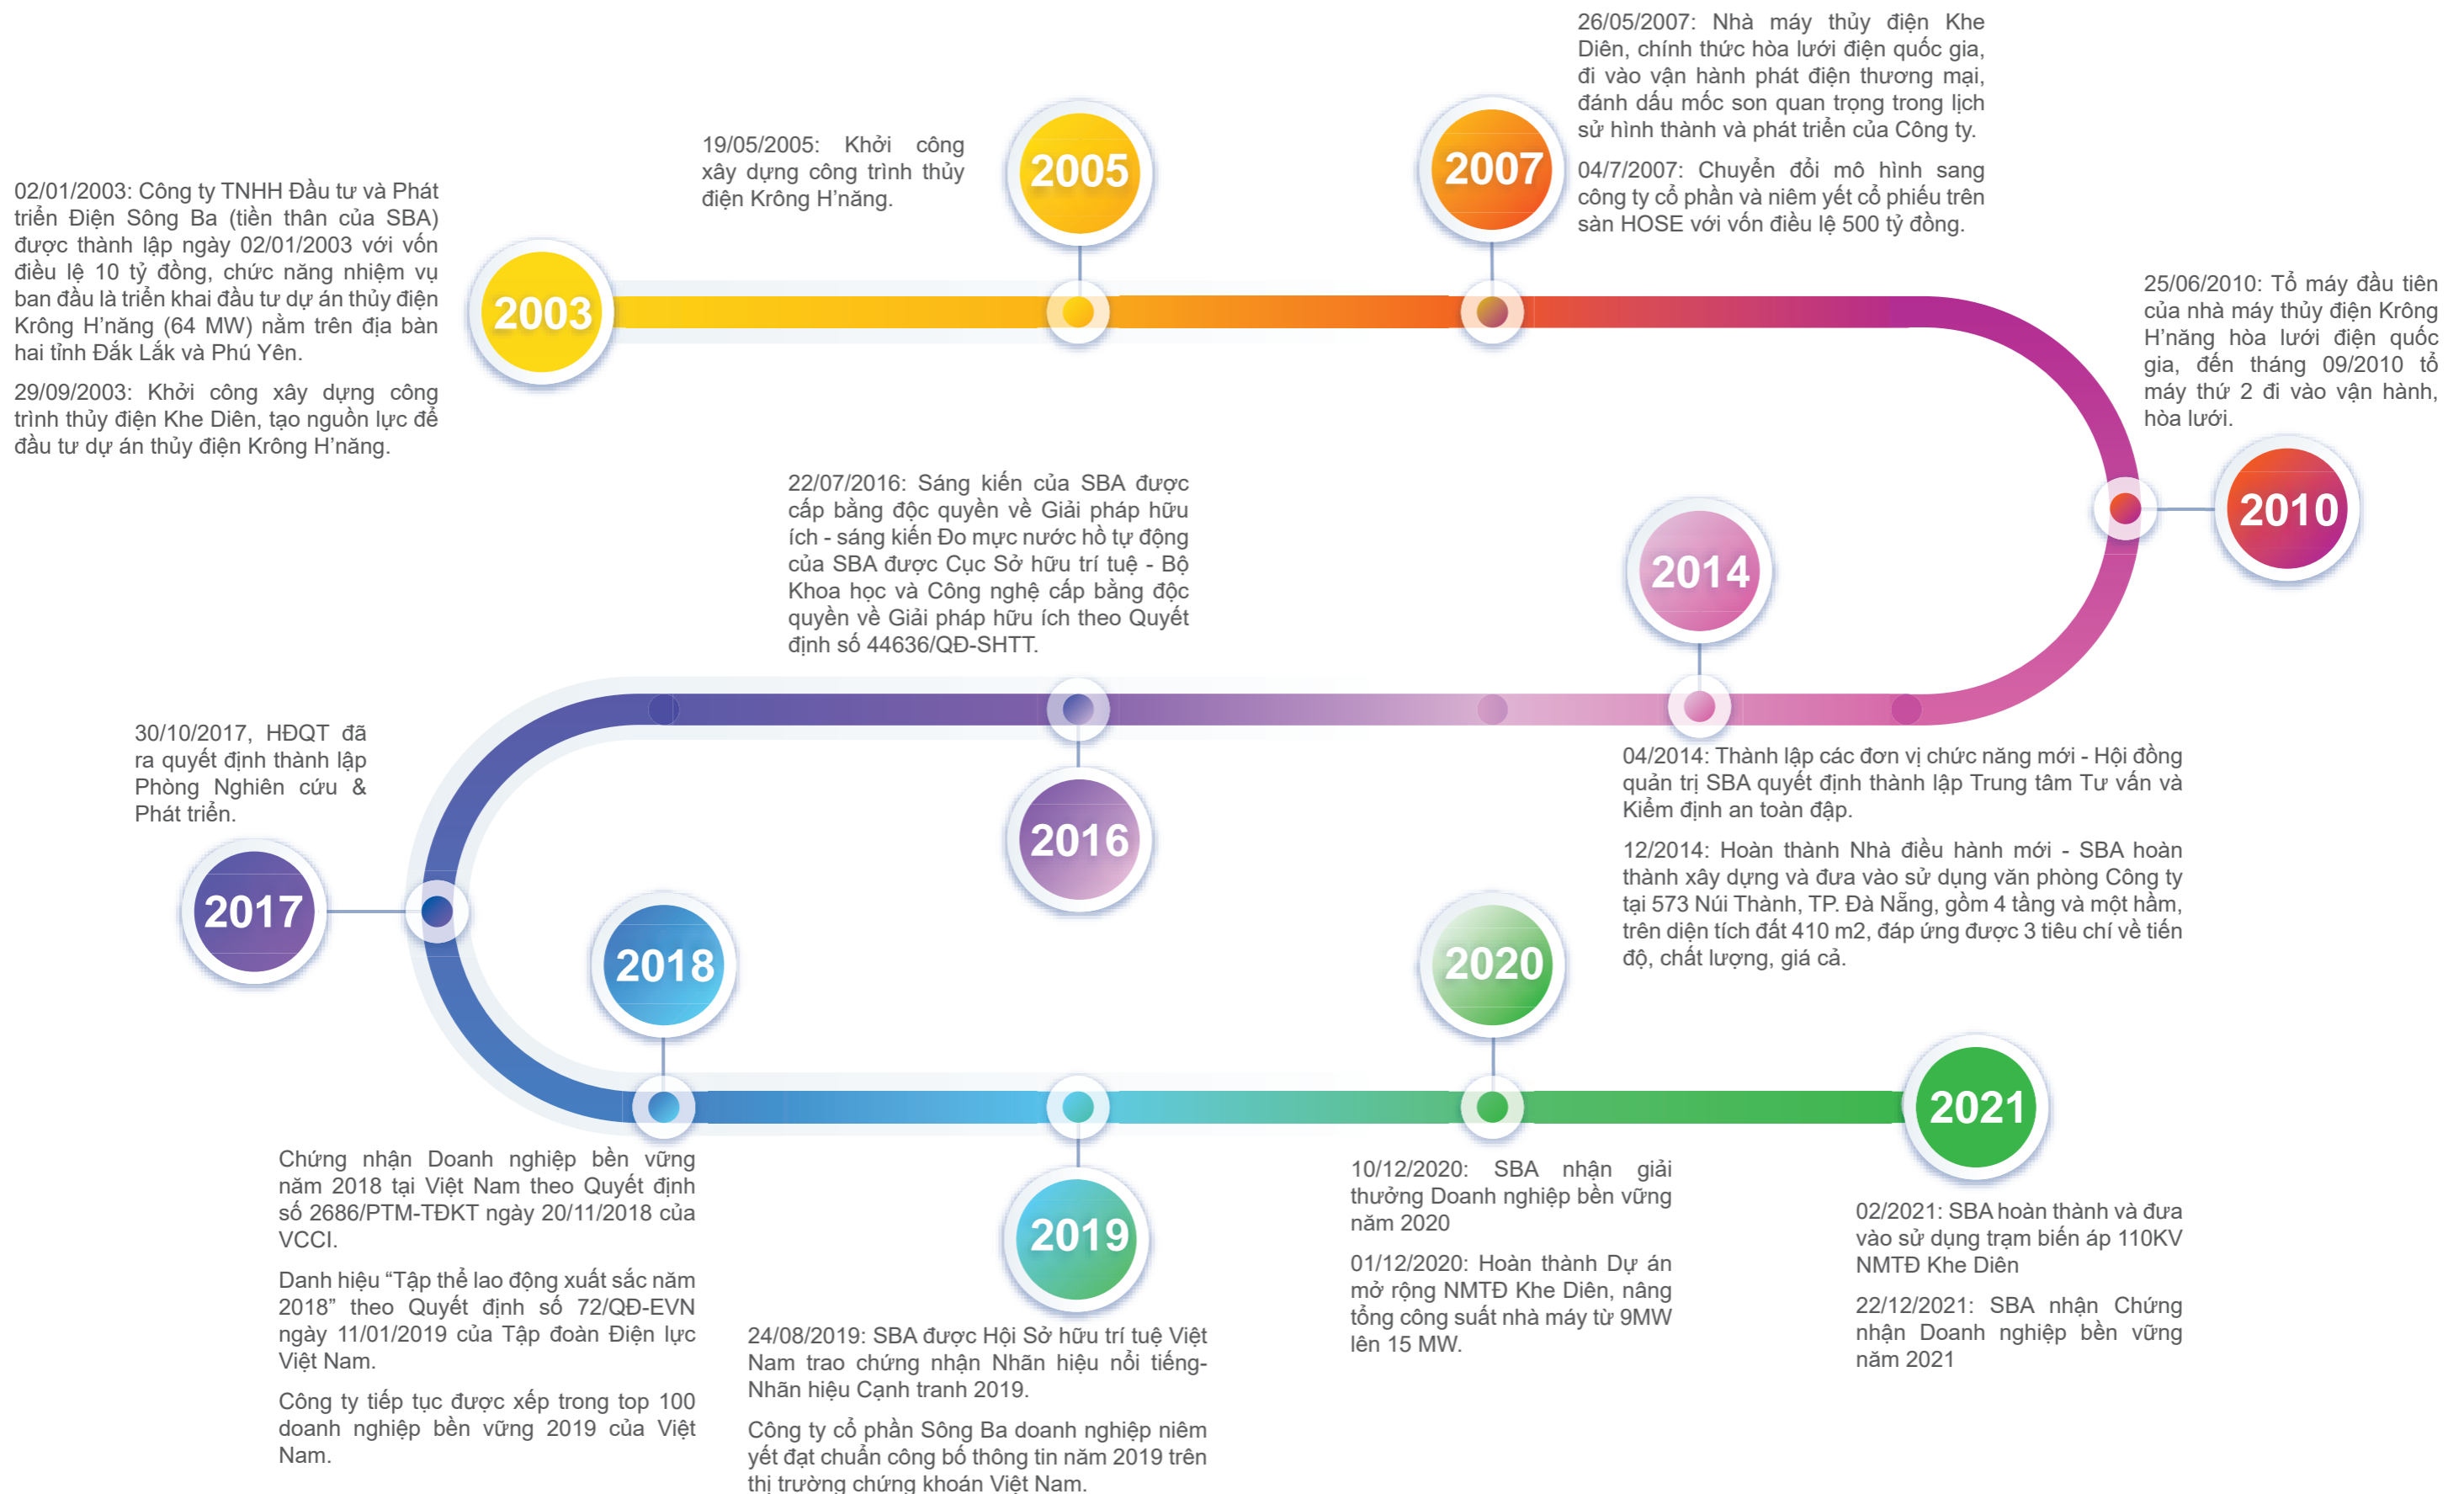 2003
02/01/2003: Công ty TNHH Đầu tư và Phát
triển Điện Sông Ba (tiền thân của SBA)
được thành lập ngày 02/01/2003 với vốn
điều lệ 10 tỷ đồng, chức năng nhiệm vụ
ban đầu là triển khai đầu tư dự án thủy điện
Krông H’năng (64 MW) nằm trên địa bàn
hai tỉnh Đắk Lắk và Phú Yên.
29/09/2003: Khởi công xây dựng công
trình thủy điện Khe Diên, tạo nguồn lực để
đầu tư dự án thủy điện Krông H’năng.
2005
19/05/2005: Khởi công
xây dựng công trình thủy
điện Krông H’năng.
2007
26/05/2007: Nhà máy thủy điện Khe
Diên, chính thức hòa lưới điện quốc gia,
đi vào vận hành phát điện thương mại,
đánh dấu mốc son quan trọng trong lịch
sử hình thành và phát triển của Công ty.
04/7/2007: Chuyển đổi mô hình sang
công ty cổ phần và niêm yết cổ phiếu trên
sàn HOSE với vốn điều lệ 500 tỷ đồng.
25/06/2010: Tổ máy đầu tiên
của nhà máy thủy điện Krông
H’năng hòa lưới điện quốc
gia, đến tháng 09/2010 tổ
máy thứ 2 đi vào vận hành,
hòa lưới.
2010
2014
04/2014: Thành lập các đơn vị chức năng mới - Hội đồng
quản trị SBA quyết định thành lập Trung tâm Tư vấn và
Kiểm định an toàn đập.
12/2014: Hoàn thành Nhà điều hành mới - SBA hoàn
thành xây dựng và đưa vào sử dụng văn phòng Công ty
tại 573 Núi Thành, TP. Đà Nẵng, gồm 4 tầng và một hầm,
trên diện tích đất 410 m2, đáp ứng được 3 tiêu chí về tiến
độ, chất lượng, giá cả.
22/07/2016: Sáng kiến của SBA được
cấp bằng độc quyền về Giải pháp hữu
ích - sáng kiến Đo mực nước hồ tự động
của SBA được Cục Sở hữu trí tuệ - Bộ
Khoa học và Công nghệ cấp bằng độc
quyền về Giải pháp hữu ích theo Quyết
định số 44636/QĐ-SHTT.
2016
30/10/2017, HĐQT đã
ra quyết định thành lập
Phòng Nghiên cứu &
Phát triển.
2017
2018
Chứng nhận Doanh nghiệp bền vững
năm 2018 tại Việt Nam theo Quyết định
số 2686/PTM-TĐKT ngày 20/11/2018 của
VCCI.
Danh hiệu “Tập thể lao động xuất sắc năm
2018” theo Quyết định số 72/QĐ-EVN
ngày 11/01/2019 của Tập đoàn Điện lực
Việt Nam.
Công ty tiếp tục được xếp trong top 100
doanh nghiệp bền vững 2019 của Việt
Nam.
2019
24/08/2019: SBA được Hội Sở hữu trí tuệ Việt
Nam trao chứng nhận Nhãn hiệu nổi tiếng-
Nhãn hiệu Cạnh tranh 2019.
Công ty cổ phần Sông Ba doanh nghiệp niêm
yết đạt chuẩn công bố thông tin năm 2019 trên
thị trường chứng khoán Việt Nam.
2020
10/12/2020: SBA nhận giải
thưởng Doanh nghiệp bền vững
năm 2020
01/12/2020: Hoàn thành Dự án
mở rộng NMTĐ Khe Diên, nâng
tổng công suất nhà máy từ 9MW
lên 15 MW.
2021
02/2021: SBA hoàn thành và đưa
vào sử dụng trạm biến áp 110KV
NMTĐ Khe Diên
22/12/2021: SBA nhận Chứng
nhận Doanh nghiệp bền vững
năm 2021